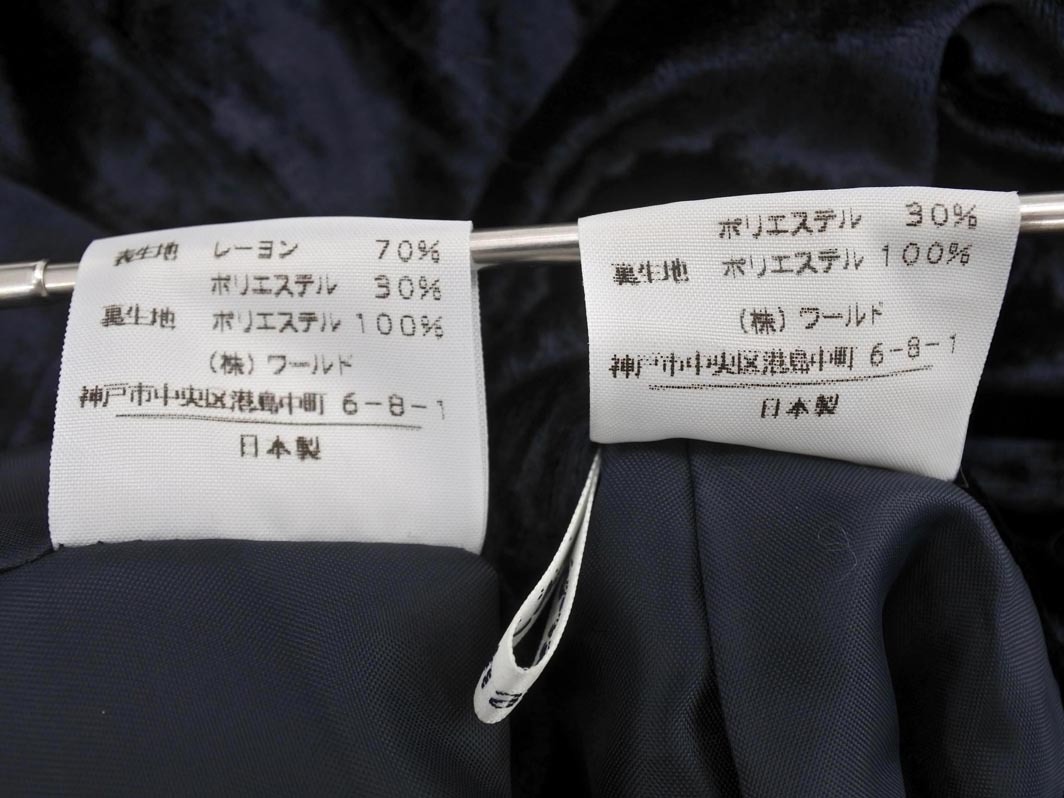 表生地 レーヨン 70%
ポリエステル 30%
裏生地 ポリエステル 100%
(株) ワールド
神戸市中央区港島中町 6-8-1
日本製
ポリエステル 30%
裏生地 ポリエステル 100%
(株) ワールド
神戸市中央区港島中町 6-8-1
日本製